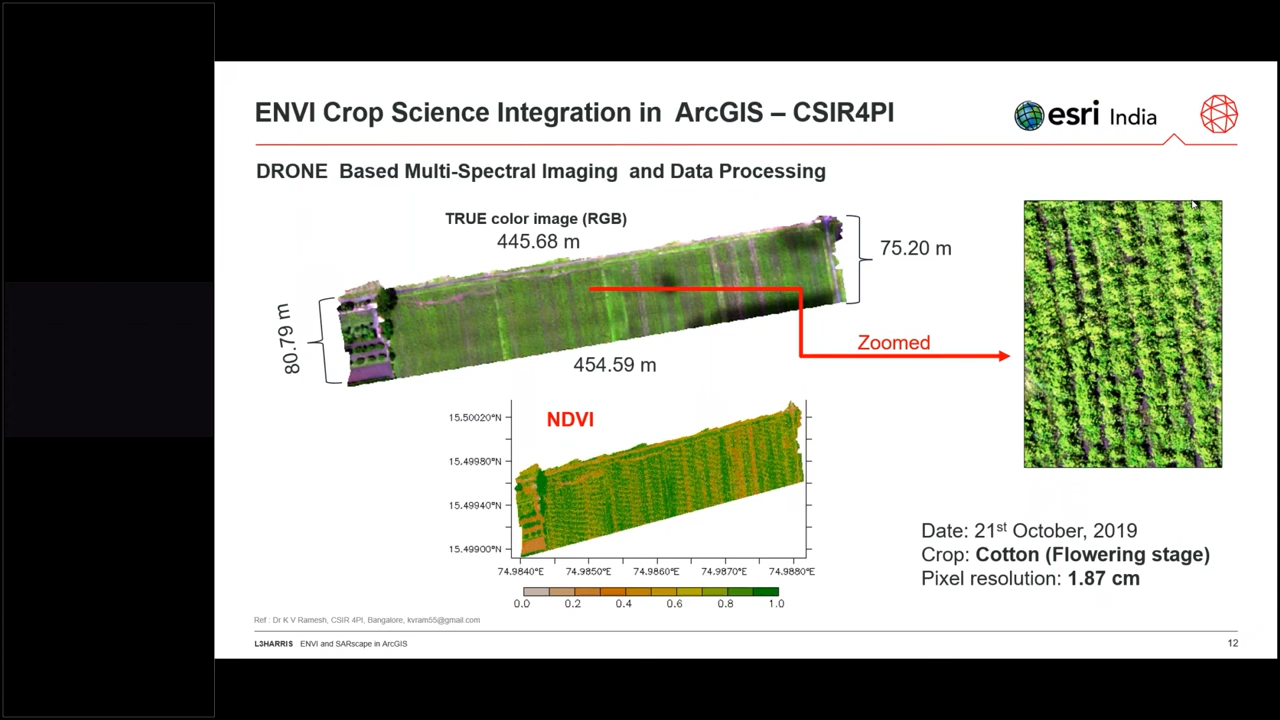 ENVI Crop Science Integration in ArcGIS – CSIR4PI
esri India
DRONE Based Multi-Spectral Imaging and Data Processing
TRUE color image (RGB)
445.68 m
75.20 m
80.79 m
Zoomed
454.59 m
NDVI
15.50020°N
15.49980°N
15.49940°N
15.49900°N
74.9840°E 74.9850°E 74.9860°E 74.9870°E 74.9880°E
0.0 0.2 0.4 0.6 0.8 1.0
Date: 21st October, 2019
Crop: Cotton (Flowering stage)
Pixel resolution: 1.87 cm
Ref : Dr K V Ramesh, CSIR 4PI, Bangalore, kvram55@gmail.com
L3HARRIS ENVI and SARscape in ArcGIS
12